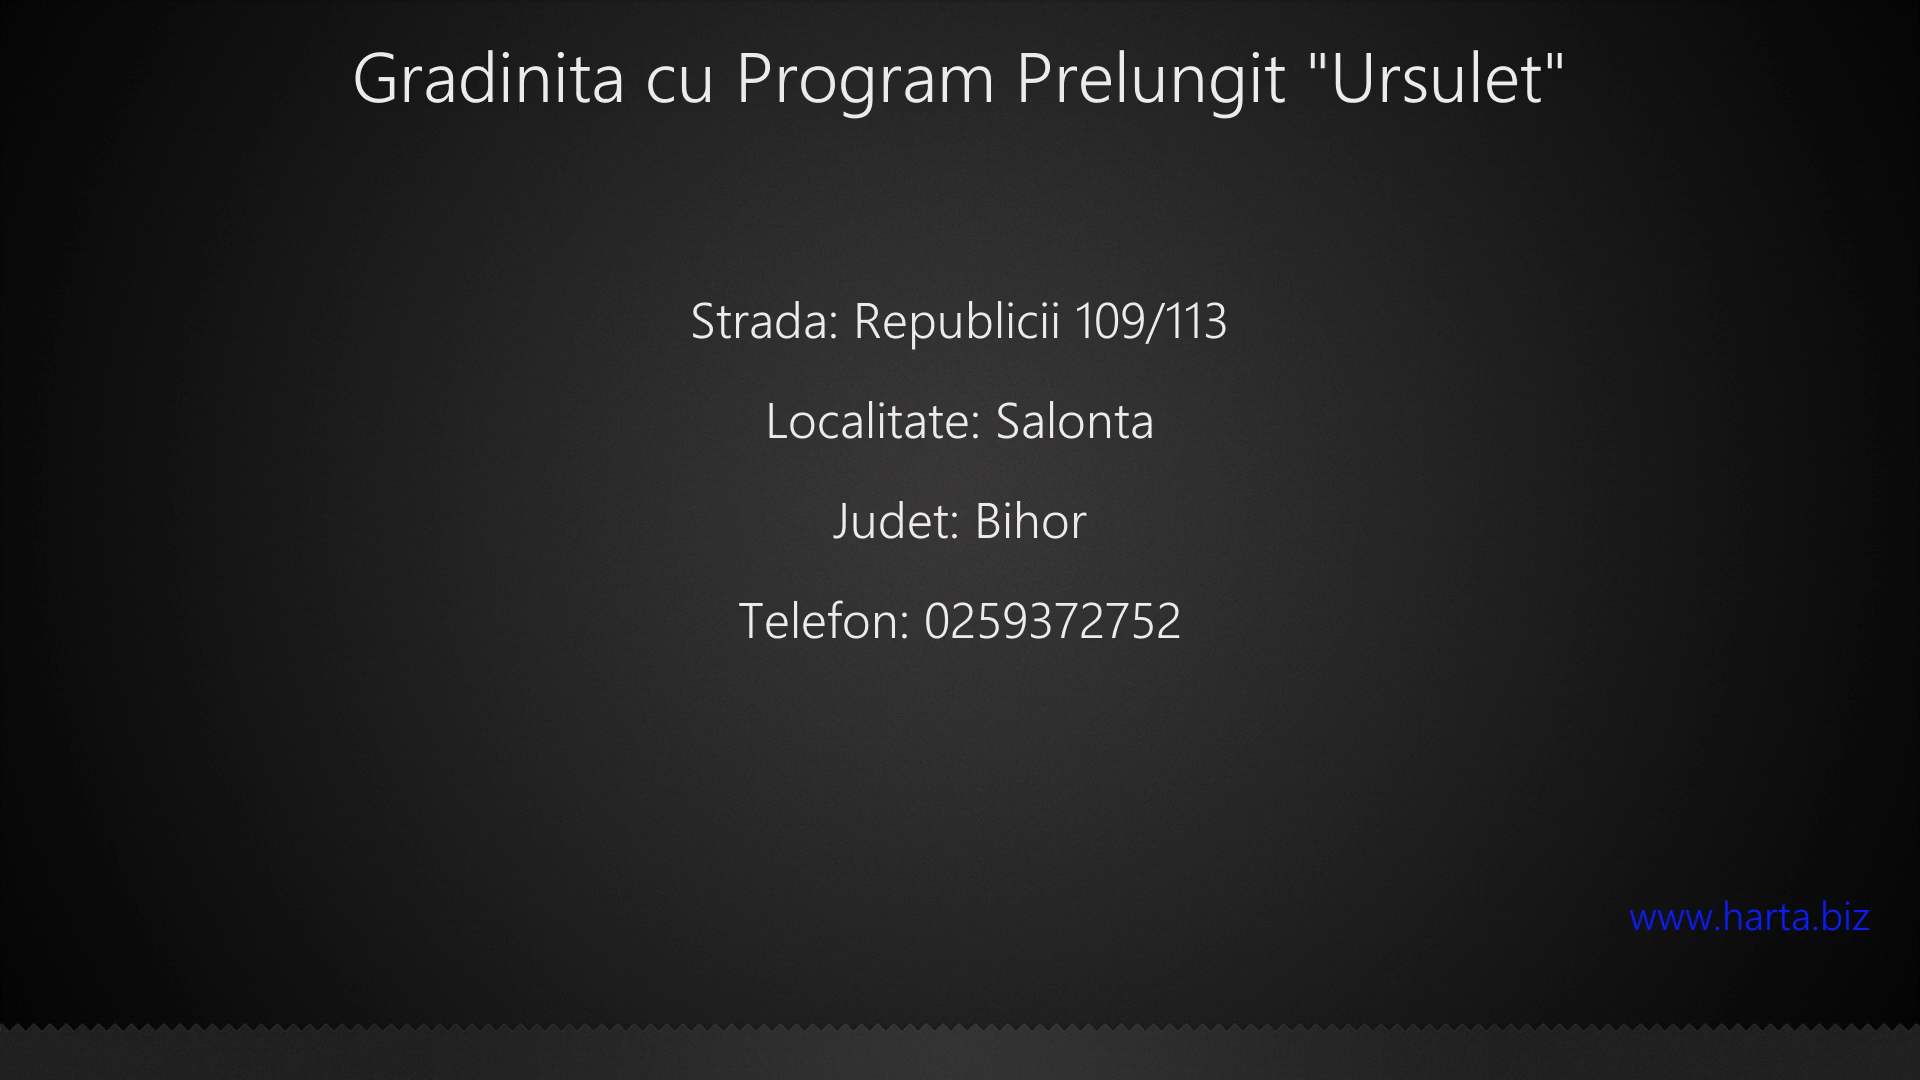 Gradinita cu Program Prelungit "Ursulet"
Strada: Republicii 109/113
Localitate: Salonta
Judet: Bihor
Telefon: 0259372752
www.harta.biz